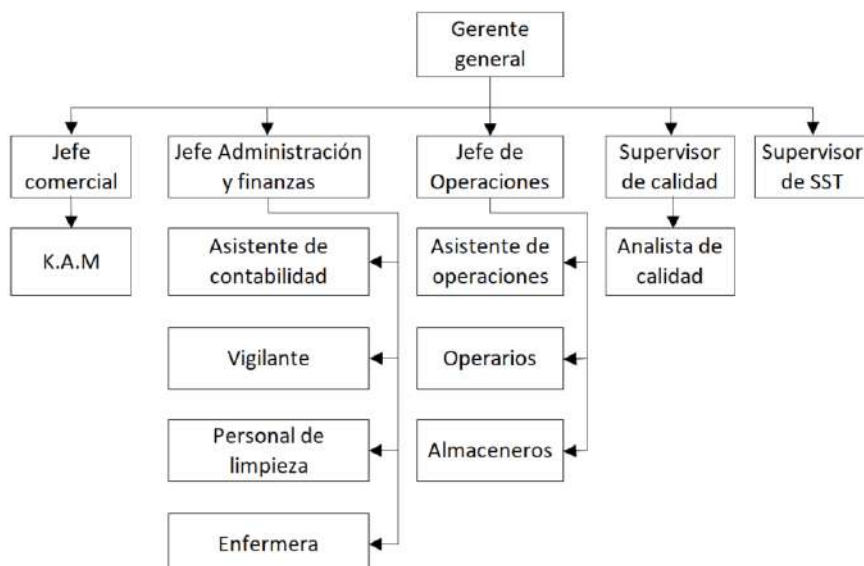 Gerente
general
Jefe
comercial
Jefe Administración
y finanzas
Jefe de
Operaciones
Supervisor
de calidad
Supervisor
de SST
K.A.M
Asistente de
contabilidad
Asistente de
operaciones
Analista de
calidad
Vigilante
Operarios
Personal de
limpieza
Almaceneros
Enfermera